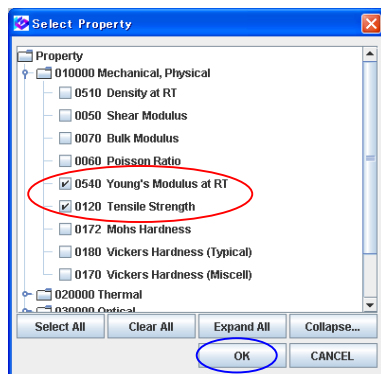 Select Property
Property
010000 Mechanical, Physical
0510 Density at RT
0050 Shear Modulus
0070 Bulk Modulus
0060 Poisson Ratio
0540 Young's Modulus at RT
0120 Tensile Strength
0172 Mohs Hardness
0180 Vickers Hardness (Typical)
0170 Vickers Hardness (Miscell)
020000 Thermal
030000 Optical
Select All Clear All Expand All Collapse...
OK CANCEL